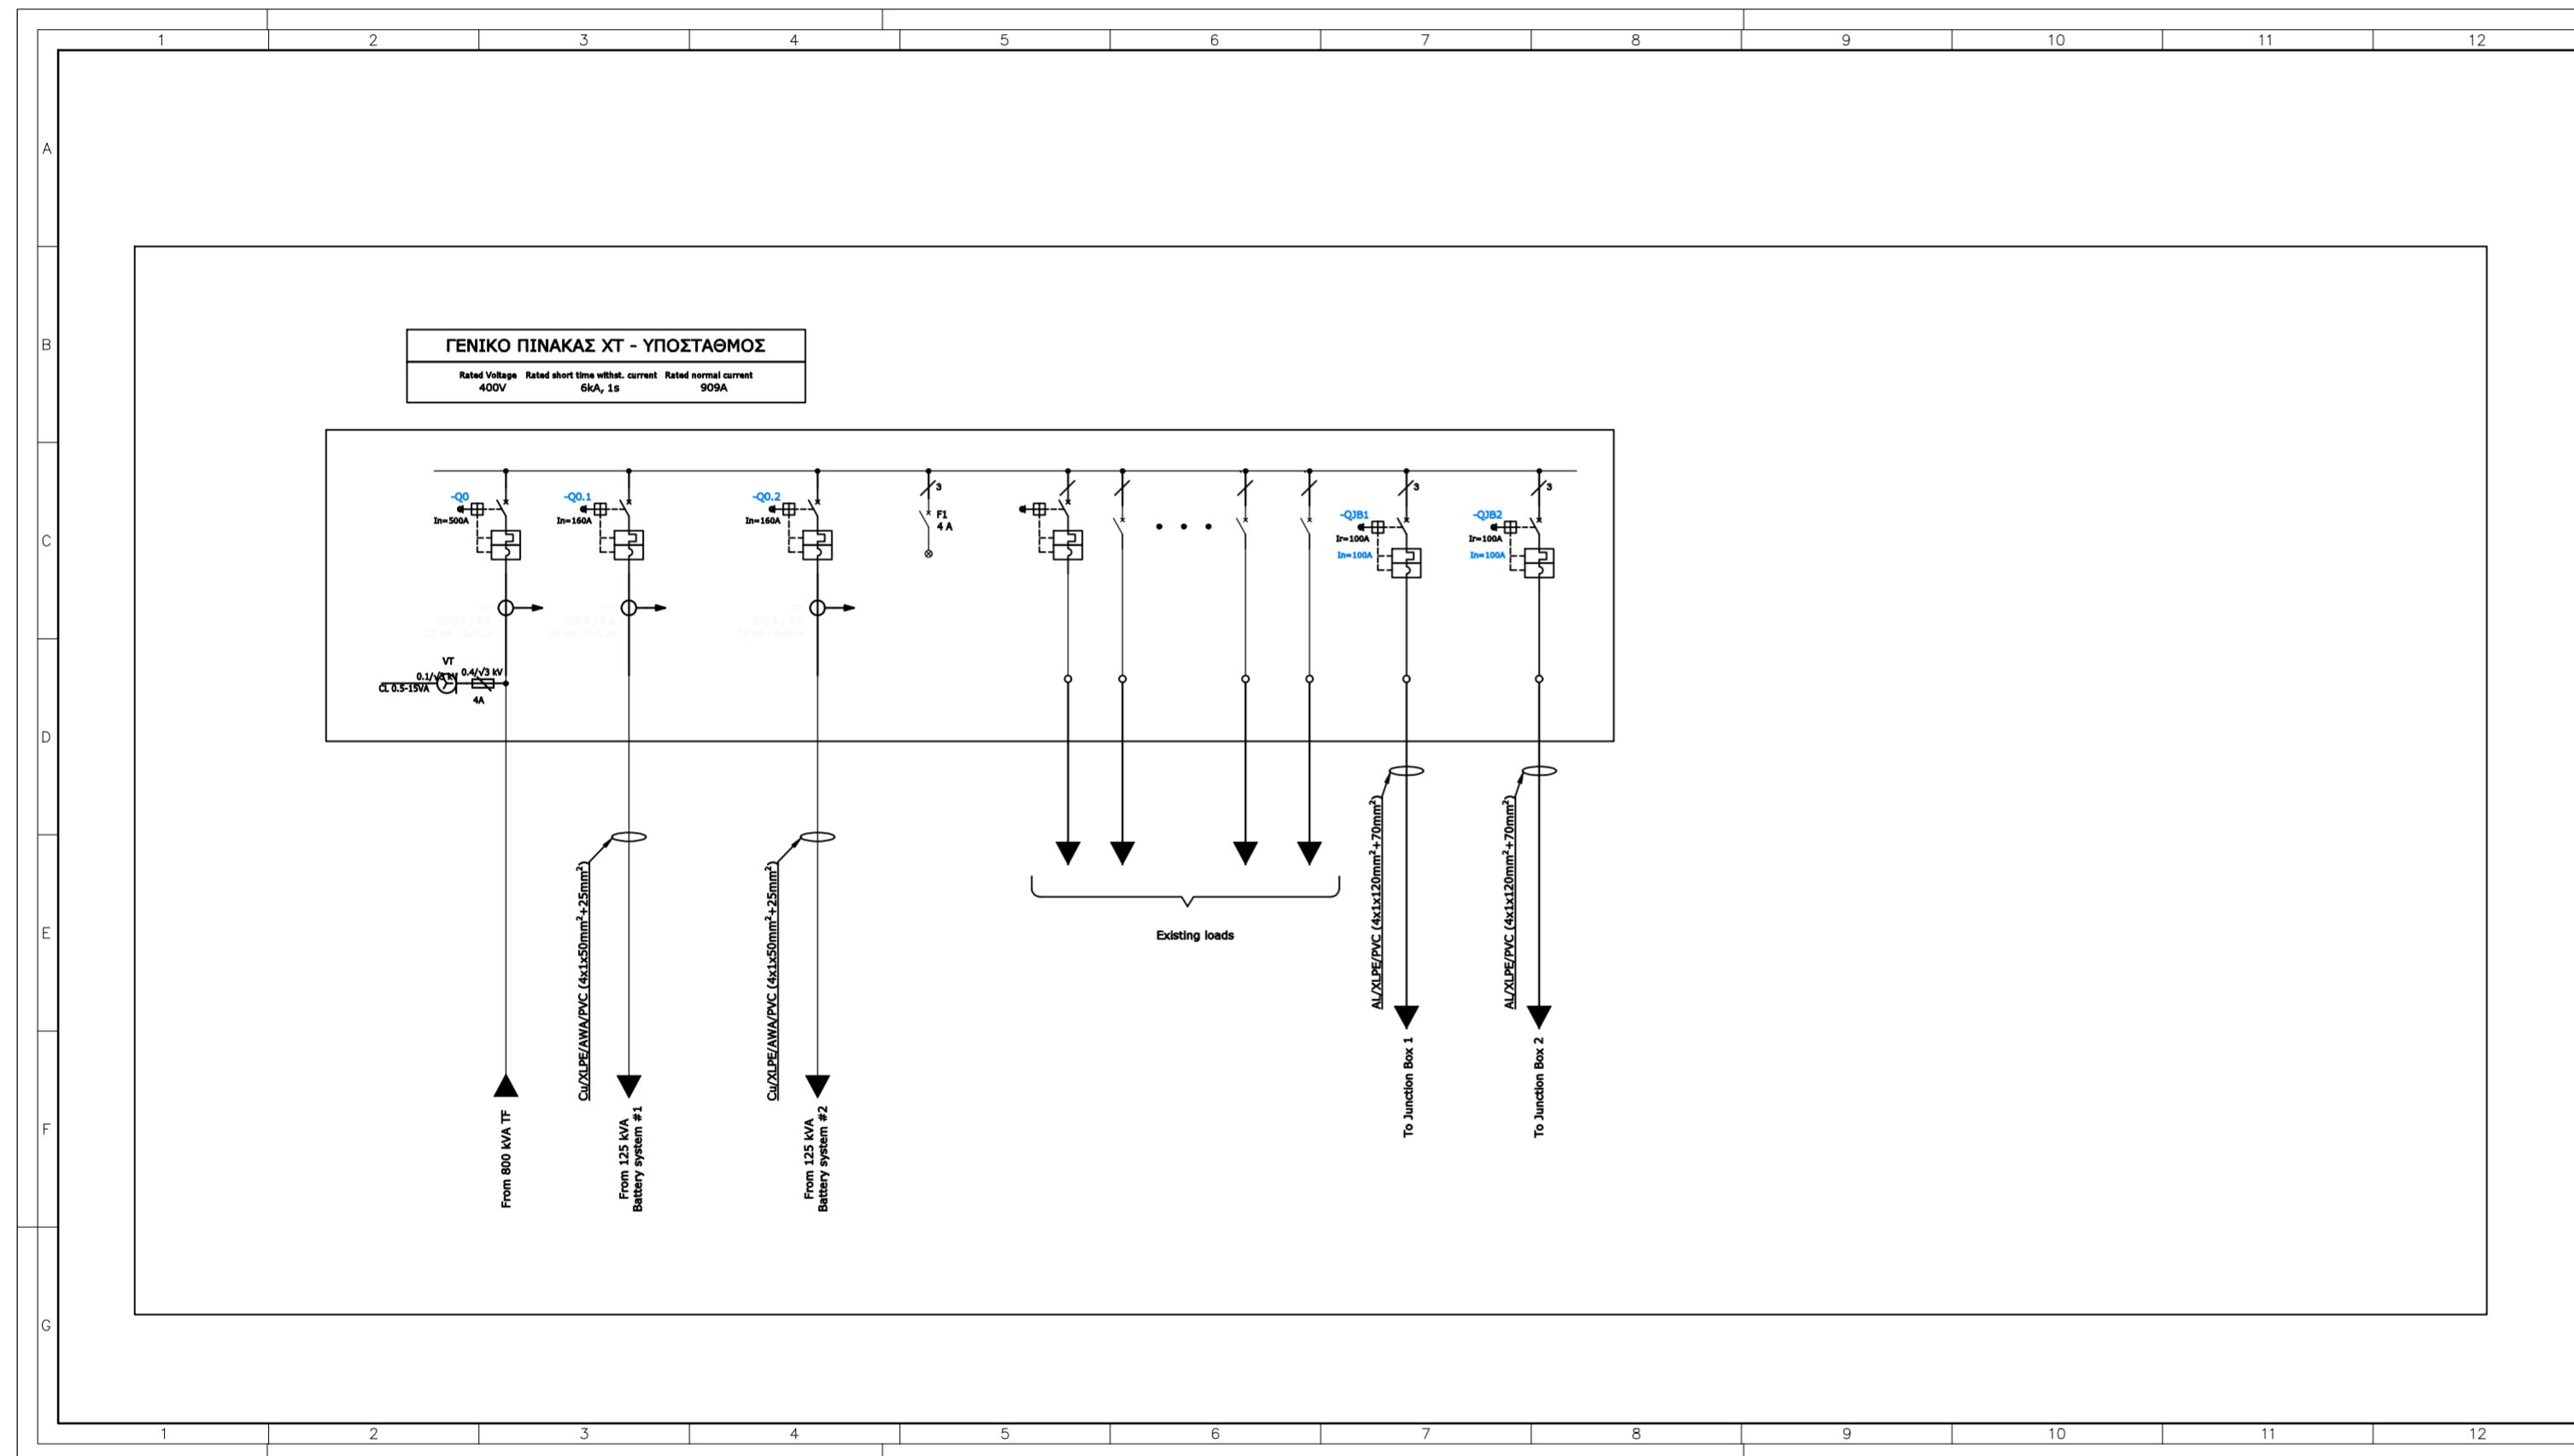 1 2 3 4 5 6 7 8 9 10 11 12
A
B
C
D
E
F
G
ΓΕΝΙΚΟ ΠΙΝΑΚΑΣ ΧΤ - ΥΠΟΣΤΑΘΜΟΣ
Rated Voltage Rated short time withst. current Rated normal current
400V 6kA, 1s 909A
-Q0
In=500A
-Q0.1
In=160A
-Q0.2
In=160A
3
F1
4 A
-QJB1
Ir=100A
In=100A
3
-QJB2
Ir=100A
In=100A
3
VT
0.1/√3 kV 0.4/√3 kV
CL 0.5-15VA
4A
Cu/XLPE/AWA/PVC (4x1x50mm²+25mm²)
Cu/XLPE/AWA/PVC (4x1x50mm²+25mm²)
Existing loads
AL/XLPE/PVC (4x1x120mm²+70mm²)
AL/XLPE/PVC (4x1x120mm²+70mm²)
From 800 kVA TF
From 125 kVA
Battery system #1
From 125 kVA
Battery system #2
To Junction Box 1
To Junction Box 2
1 2 3 4 5 6 7 8 9 10 11 12